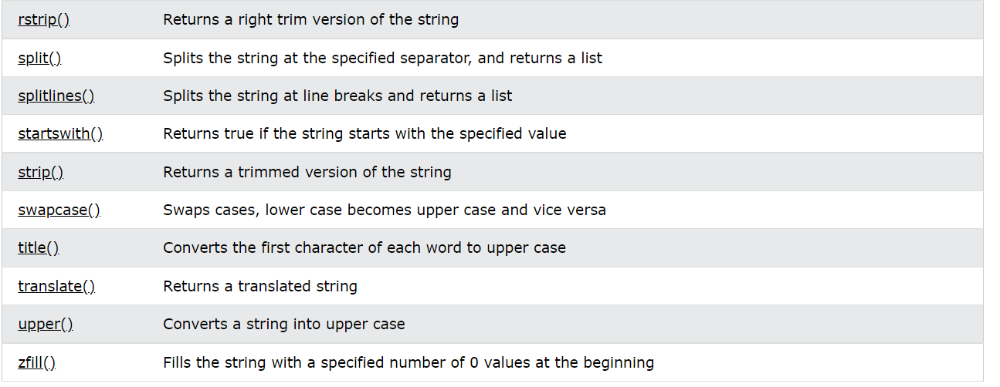 rstrip() Returns a right trim version of the string
split() Splits the string at the specified separator, and returns a list
splitlines() Splits the string at line breaks and returns a list
startswith() Returns true if the string starts with the specified value
strip() Returns a trimmed version of the string
swapcase() Swaps cases, lower case becomes upper case and vice versa
title() Converts the first character of each word to upper case
translate() Returns a translated string
upper() Converts a string into upper case
zfill() Fills the string with a specified number of 0 values at the beginning